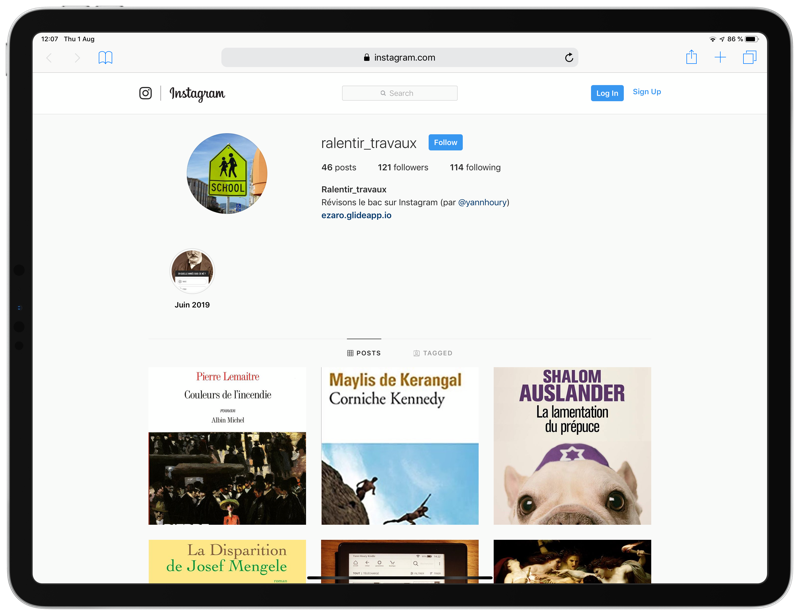 12:07 Thu 1 Aug
86 %
instagram.com
Instagram
Search
Log In
Sign Up
ralentir_travaux
Follow
46 posts 121 followers 114 following
Ralentir_travaux
Révisons le bac sur Instagram (par @yannhoury)
ezaro.glideapp.io
SCHOOL
Juin 2019
POSTS
TAGGED
Pierre Lemaitre
Couleurs de l'incendie
roman
Albin Michel
Maylis de Kerangal
Corniche Kennedy
SHALOM
AUSLANDER
La lamentation
du prépuce
La Disparition
de Josef Mengele
roman